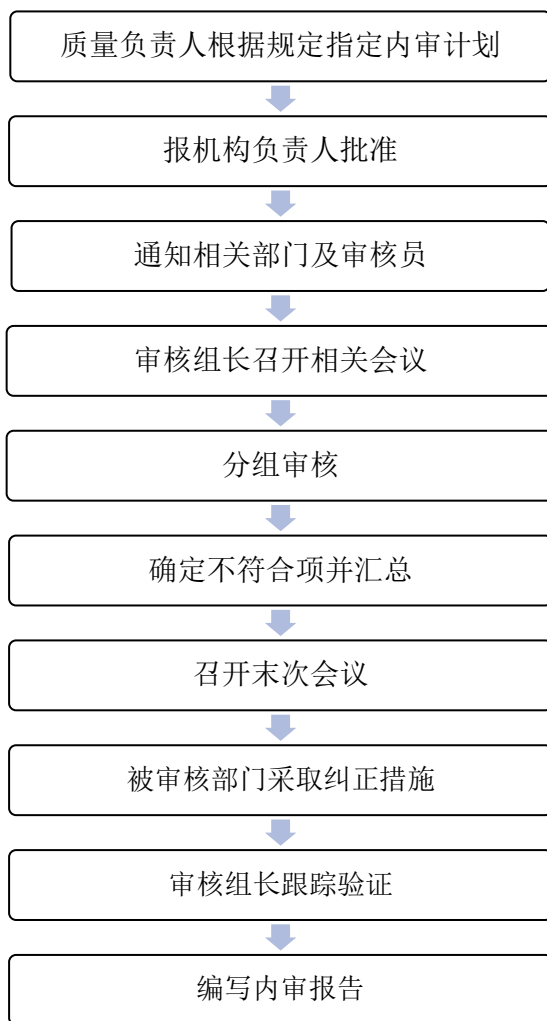 质量负责人根据规定指定内审计划
报机构负责人批准
通知相关部门及审核员
审核组长召开相关会议
分组审核
确定不符合项并汇总
召开末次会议
被审核部门采取纠正措施
审核组长跟踪验证
编写内审报告